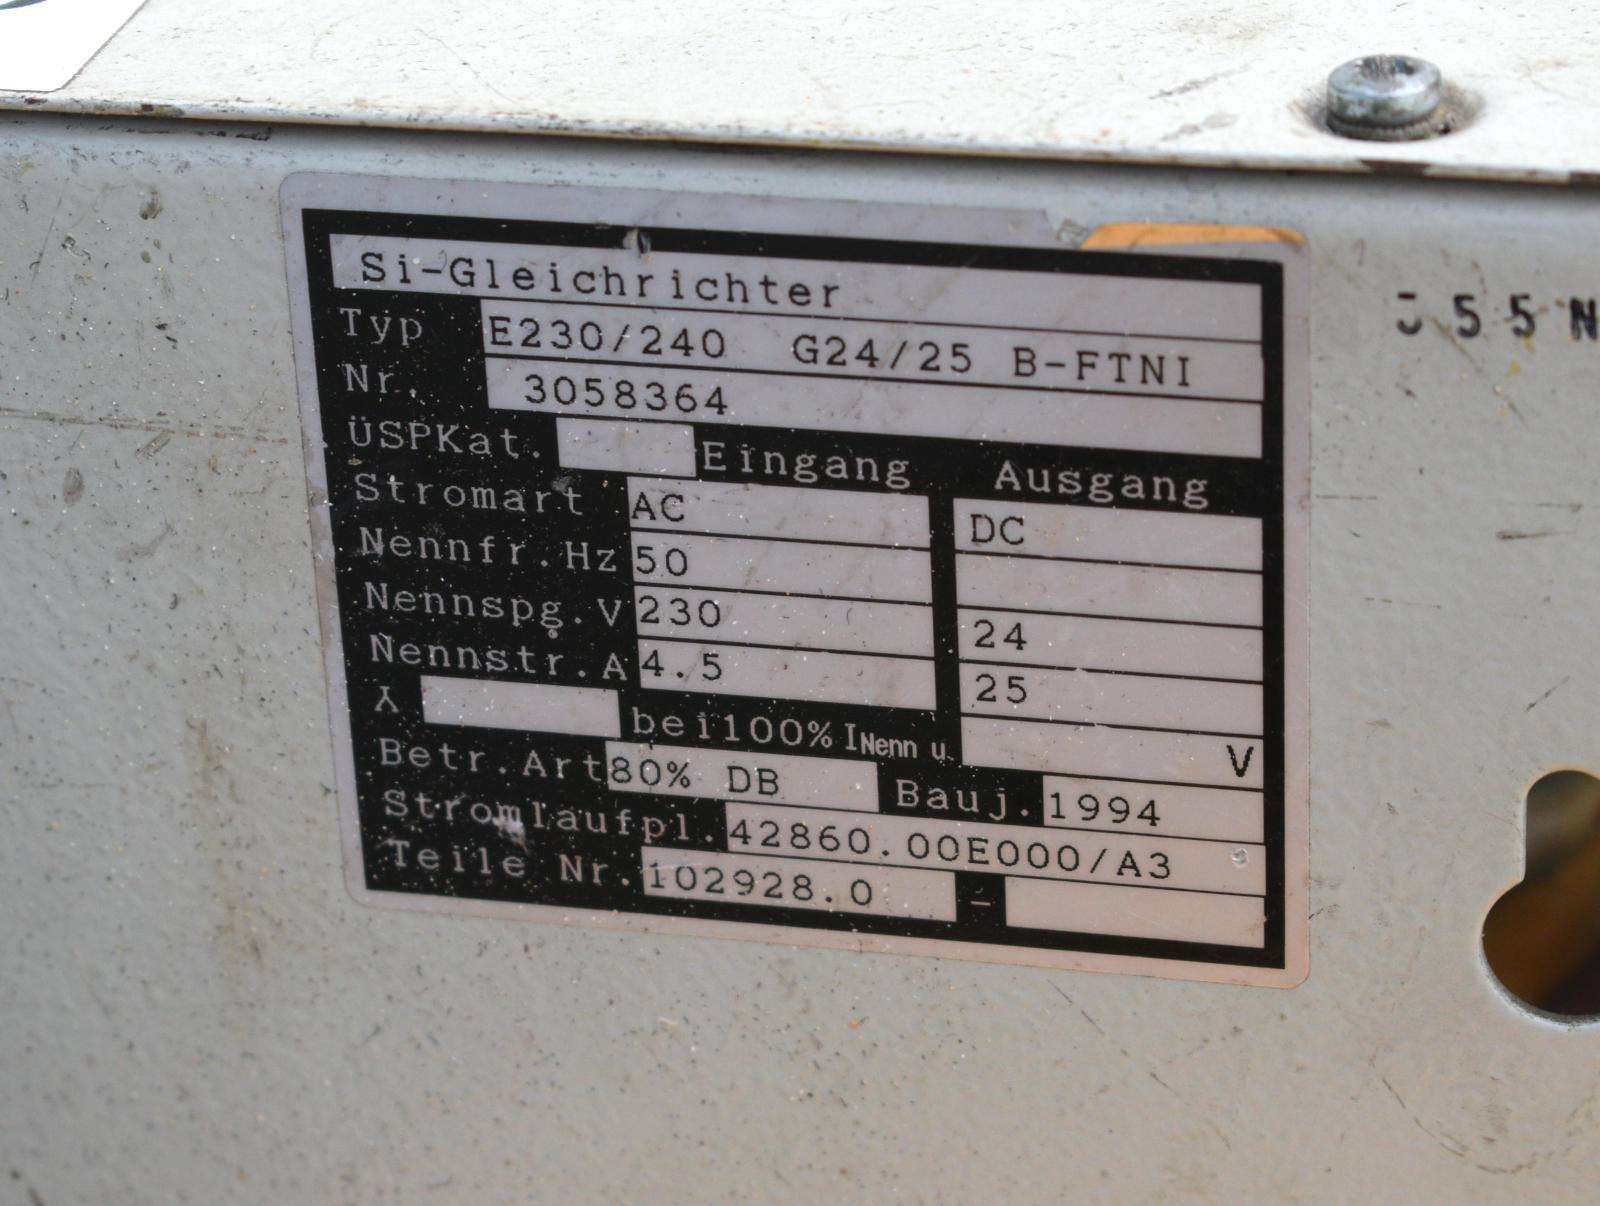 Si-Gleichrichter
Typ E230/240 G24/25 B-FTNI
Nr. 3058364
ÜSPKat. Eingang Ausgang
Stromart AC DC
Nennfr.Hz 50
Nennspg.V 230 24
Nennstr.A 4.5 25
λ bei100% INenn u. V
Betr.Art 80% DB Bauj. 1994
Stromlaufpl. 42860.00E000/A3
Teile Nr. 102928.0 -
55N